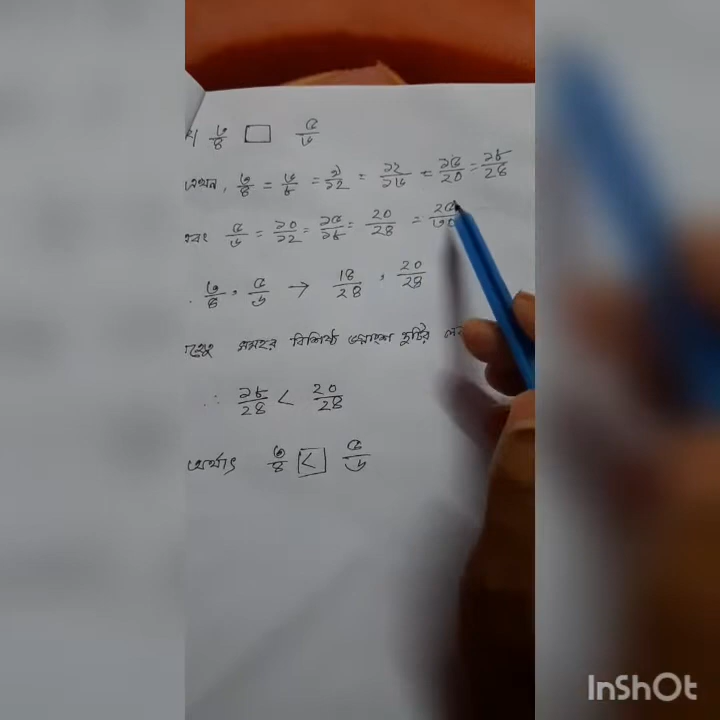 ৩/৪ □ ৫/৬
এখন, ৩/৪ = ৬/৮ = ৯/১২ = ১২/১৬ = ১৫/২০ = ১৮/২৪
এবং ৫/৬ = ১০/১২ = ১৫/১৮ = ২০/২৪ = ২৫/৩০
৩/৪, ৫/৬ → 1৪/২৪, ২০/২৪
সমহর বিশিষ্ট ভগ্নাংশ দুটির
∴ ১৮/২৪ < ২০/২৪
অর্থাৎ ৩/৪ < ৫/৬
InShOt